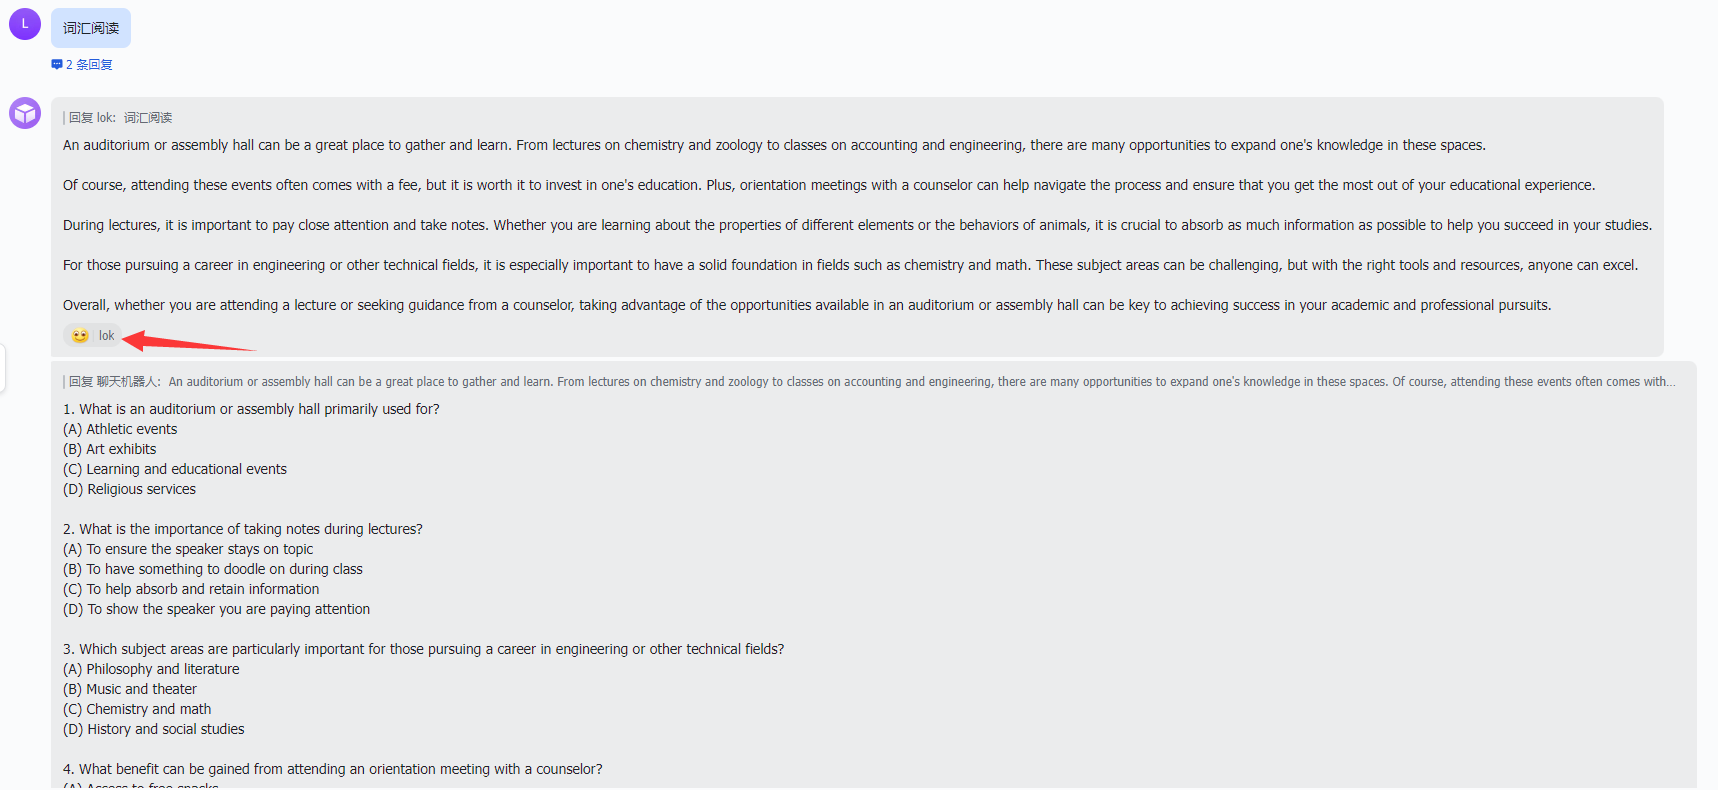 L
词汇阅读
2 条回复
回复 lok: 词汇阅读
An auditorium or assembly hall can be a great place to gather and learn. From lectures on chemistry and zoology to classes on accounting and engineering, there are many opportunities to expand one's knowledge in these spaces.
Of course, attending these events often comes with a fee, but it is worth it to invest in one's education. Plus, orientation meetings with a counselor can help navigate the process and ensure that you get the most out of your educational experience.
During lectures, it is important to pay close attention and take notes. Whether you are learning about the properties of different elements or the behaviors of animals, it is crucial to absorb as much information as possible to help you succeed in your studies.
For those pursuing a career in engineering or other technical fields, it is especially important to have a solid foundation in fields such as chemistry and math. These subject areas can be challenging, but with the right tools and resources, anyone can excel.
Overall, whether you are attending a lecture or seeking guidance from a counselor, taking advantage of the opportunities available in an auditorium or assembly hall can be key to achieving success in your academic and professional pursuits.
lok
回复 聊天机器人: An auditorium or assembly hall can be a great place to gather and learn. From lectures on chemistry and zoology to classes on accounting and engineering, there are many opportunities to expand one's knowledge in these spaces. Of course, attending these events often comes with...
1. What is an auditorium or assembly hall primarily used for?
(A) Athletic events
(B) Art exhibits
(C) Learning and educational events
(D) Religious services
2. What is the importance of taking notes during lectures?
(A) To ensure the speaker stays on topic
(B) To have something to doodle on during class
(C) To help absorb and retain information
(D) To show the speaker you are paying attention
3. Which subject areas are particularly important for those pursuing a career in engineering or other technical fields?
(A) Philosophy and literature
(B) Music and theater
(C) Chemistry and math
(D) History and social studies
4. What benefit can be gained from attending an orientation meeting with a counselor?
(A) Access to free snacks